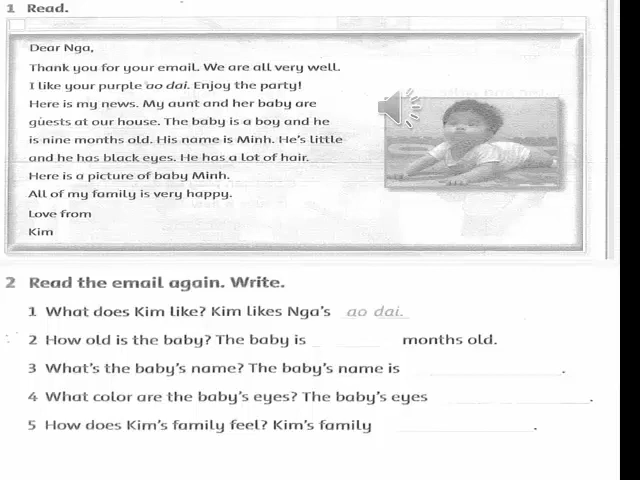 1 Read.
Dear Nga,
Thank you for your email. We are all very well.
I like your purple ao dai. Enjoy the party!
Here is my news. My aunt and her baby are
guests at our house. The baby is a boy and he
is nine months old. His name is Minh. He's little
and he has black eyes. He has a lot of hair.
Here is a picture of baby Minh.
All of my family is very happy.
Love from
Kim
2 Read the email again. Write.
1 What does Kim like? Kim likes Nga's ao dai.
2 How old is the baby? The baby is months old.
3 What's the baby's name? The baby's name is .
4 What color are the baby's eyes? The baby's eyes .
5 How does Kim's family feel? Kim's family .